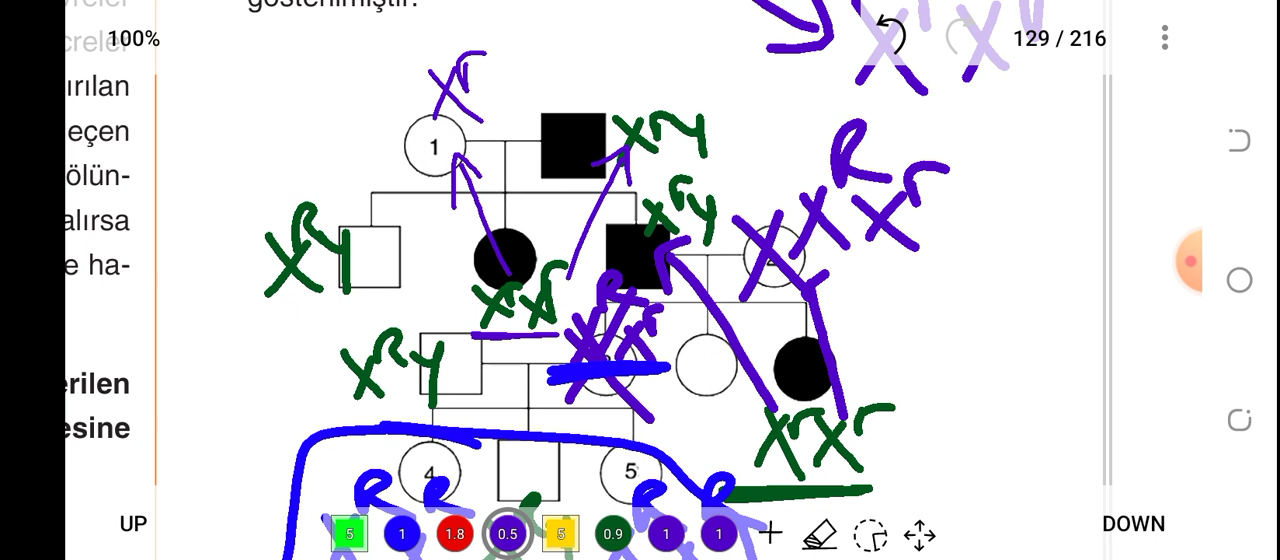 gösterilmiştir.
100%
129 / 216
creler
ırılan
eçen
ölün-
alırsa
e ha-
erilen
esine
X^r
1
X^r y
X^r y
X^R X^r
X^R y
X^r X^r
X^R X^r
X^R y
X^r X^r
4
5
R R
R R
UP
5 1 1.8 0.5 5 0.9 1 1
DOWN